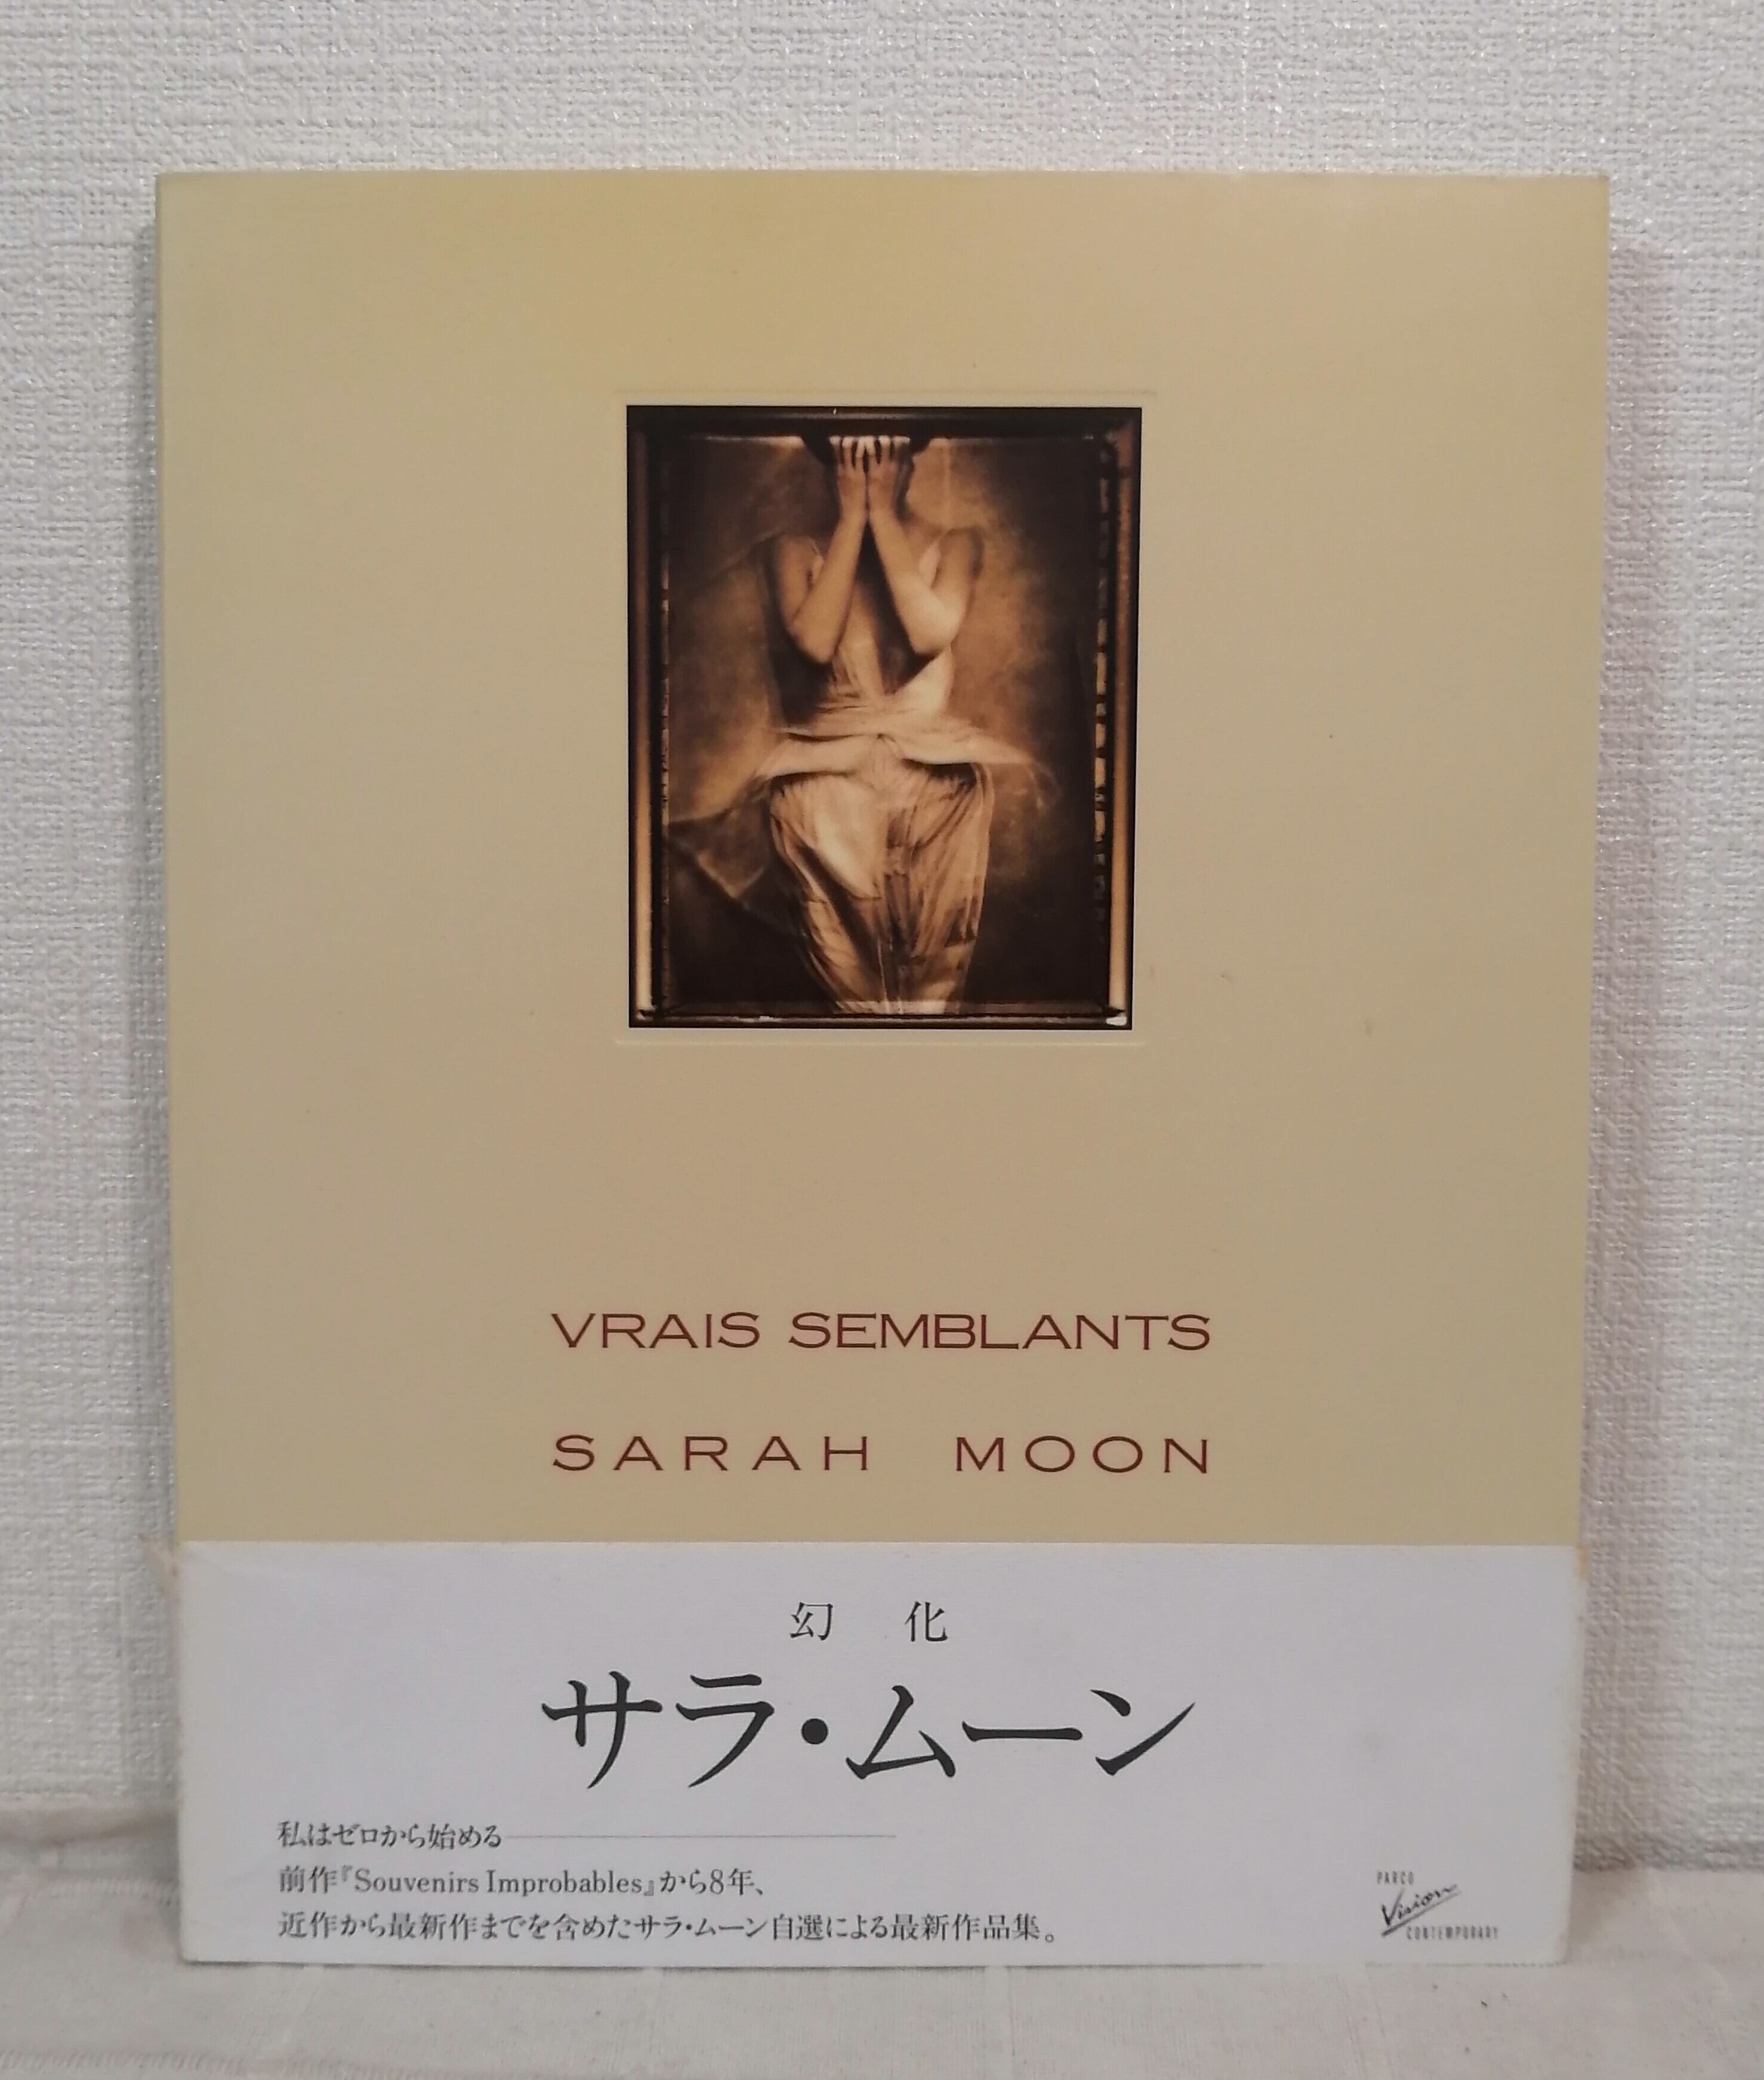 VRAIS SEMBLANTS
SARAH MOON
幻化
サラ・ムーン
私はゼロから始める――
前作『Souvenirs Improbables』から8年、
近作から最新作までを含めたサラ・ムーン自選による最新作品集。
PARCO
Vision
CONTEMPORARY